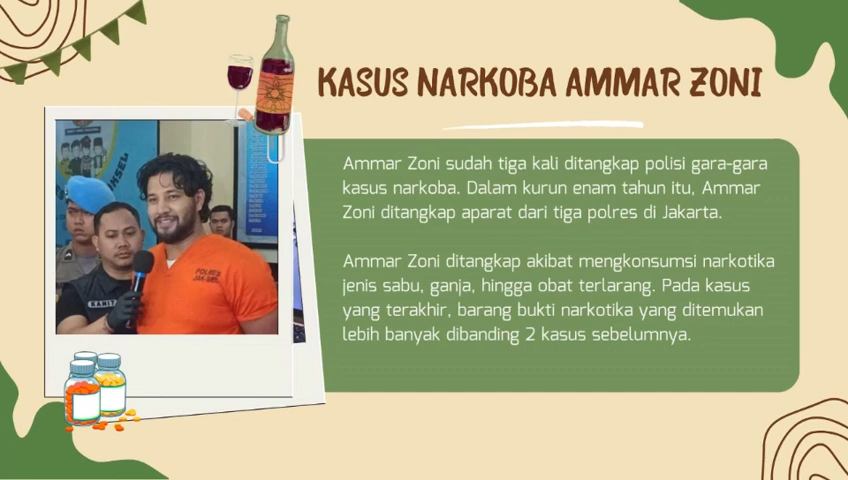 KASUS NARKOBA AMMAR ZONI
Ammar Zoni sudah tiga kali ditangkap polisi gara-gara
kasus narkoba. Dalam kurun enam tahun itu, Ammar
Zoni ditangkap aparat dari tiga polres di Jakarta.
Ammar Zoni ditangkap akibat mengkonsumsi narkotika
jenis sabu, ganja, hingga obat terlarang. Pada kasus
yang terakhir, barang bukti narkotika yang ditemukan
lebih banyak dibanding 2 kasus sebelumnya.
POLRES
KANIT